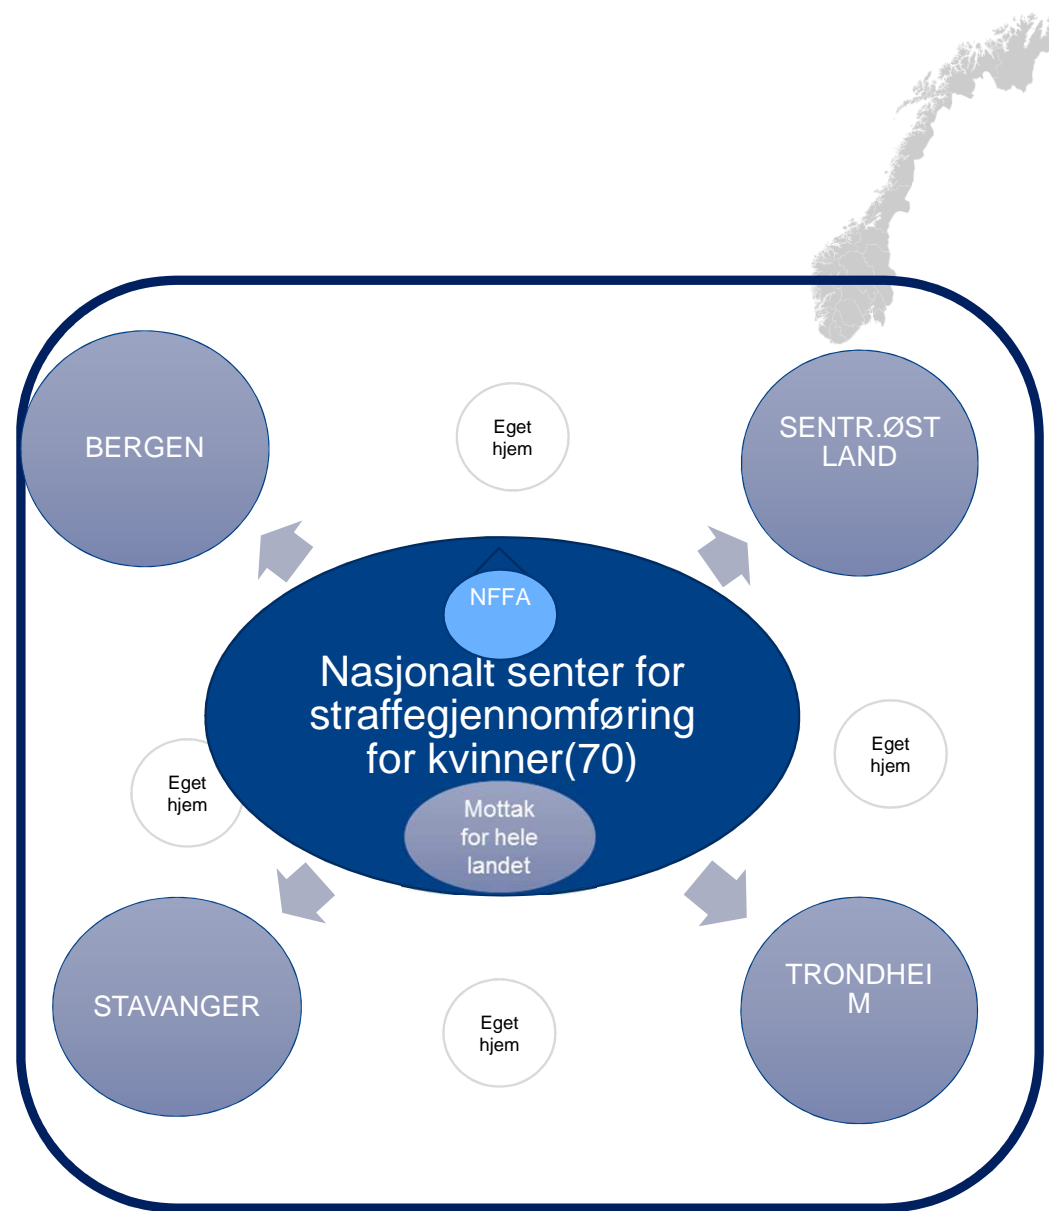 BERGEN
Eget
hjem
SENTR.ØST
LAND
NFFA
Nasjonalt senter for
straffegjennomføring
for kvinner(70)
Eget
hjem
Eget
hjem
Mottak
for hele
landet
STAVANGER
Eget
hjem
TRONDHEI
M